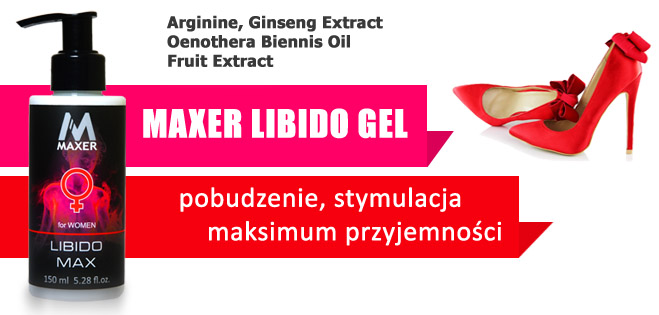 Arginine, Ginseng Extract
Oenothera Biennis Oil
Fruit Extract
MAXER LIBIDO GEL
pobudzenie, stymulacja
maksimum przyjemności
MAXER
for WOMEN
LIBIDO
MAX
150 ml 5.28 fl.oz.